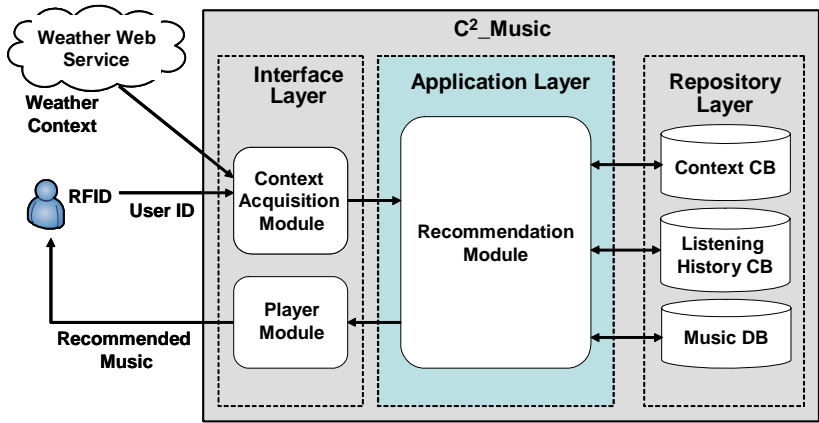 C²_Music
Weather Web
Service
Weather
Context
RFID
User ID
Recommended
Music
Interface
Layer
Context
Acquisition
Module
Player
Module
Application Layer
Recommendation
Module
Repository
Layer
Context CB
Listening
History CB
Music DB